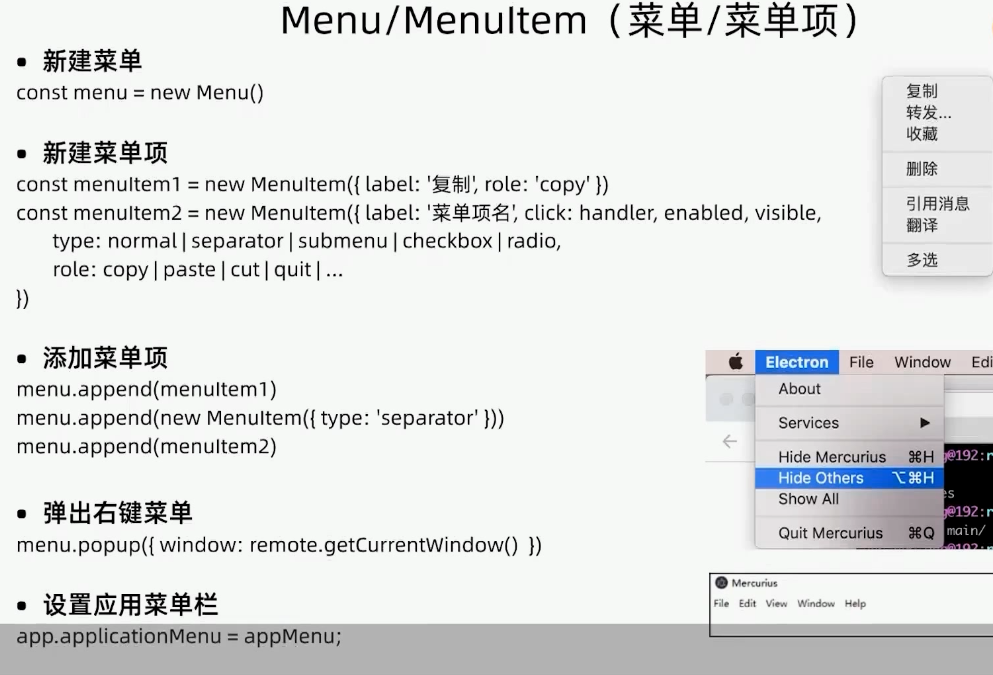 Menu/MenuItem（菜单/菜单项）
• 新建菜单
const menu = new Menu()
• 新建菜单项
const menuItem1 = new MenuItem({ label: '复制', role: 'copy' })
const menuItem2 = new MenuItem({ label: '菜单项名', click: handler, enabled, visible,
type: normal | separator | submenu | checkbox | radio,
role: copy | paste | cut | quit | ...
})
• 添加菜单项
menu.append(menuItem1)
menu.append(new MenuItem({ type: 'separator' }))
menu.append(menuItem2)
• 弹出右键菜单
menu.popup({ window: remote.getCurrentWindow() })
• 设置应用菜单栏
app.applicationMenu = appMenu;
复制
转发...
收藏
删除
引用消息
翻译
多选
Electron File Window Edi
About
Services ▶
Hide Mercurius ⌘H
Hide Others ⌥⌘H
Show All
Quit Mercurius ⌘Q
@192:
es
@192:
main/
@192:
Mercurius
File Edit View Window Help